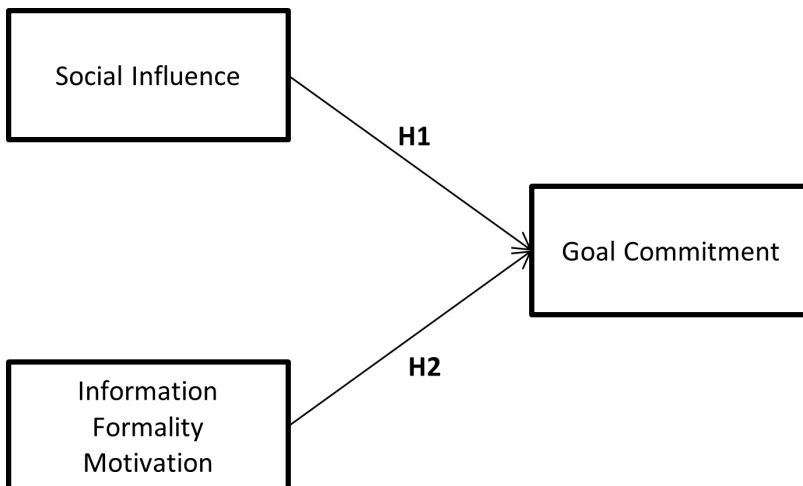 Social Influence
H1
Goal Commitment
H2
Information
Formality
Motivation